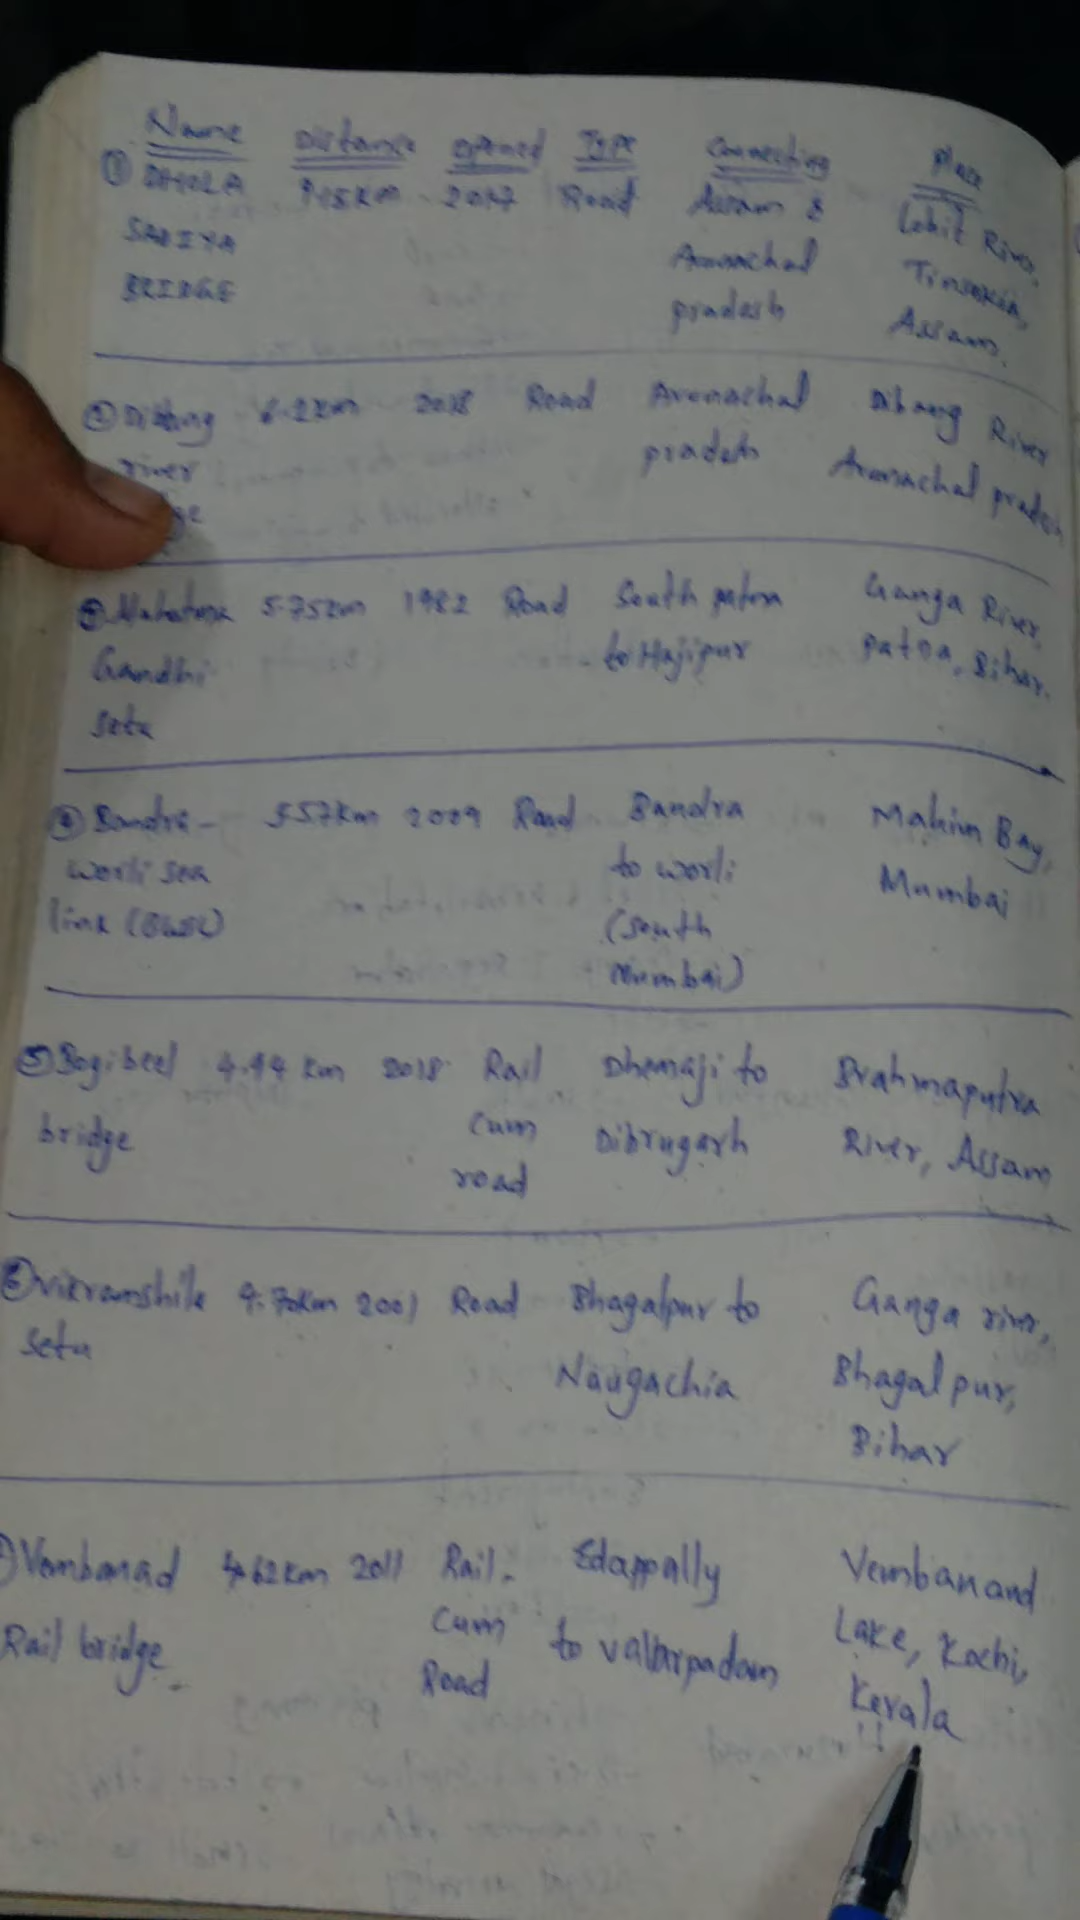 Name Distance opened Type Connecting Place
① DHOLA 9.15km 2017 Road Assam & Lohit River,
SADIYA Arunachal Tinsukia,
BRIDGE pradesh Assam.
② Dibang 6.2km 2018 Road Arunachal Dibang River
river pradesh Arunachal pradesh
ge
③ Mahatma 5.75km 1982 Road South patna Ganga River,
Gandhi to Hajipur patna, Bihar.
Setu
④ Bandra- 5.57km 2009 Road Bandra Mahim Bay,
worli sea to worli Mumbai
link (BWSL) (south
Mumbai)
⑤ Bogibeel 4.94 km 2018 Rail Dhemaji to Brahmaputra
bridge cum Dibrugarh River, Assam
road
⑥ vikramshila 4.70km 2001 Road Bhagalpur to Ganga river,
Setu Naugachia Bhagalpur,
Bihar
Vembanad 4.62km 2011 Rail- Edappally Vembanand
Rail bridge Cum to vallarpadam Lake, Kochi,
Road Kerala